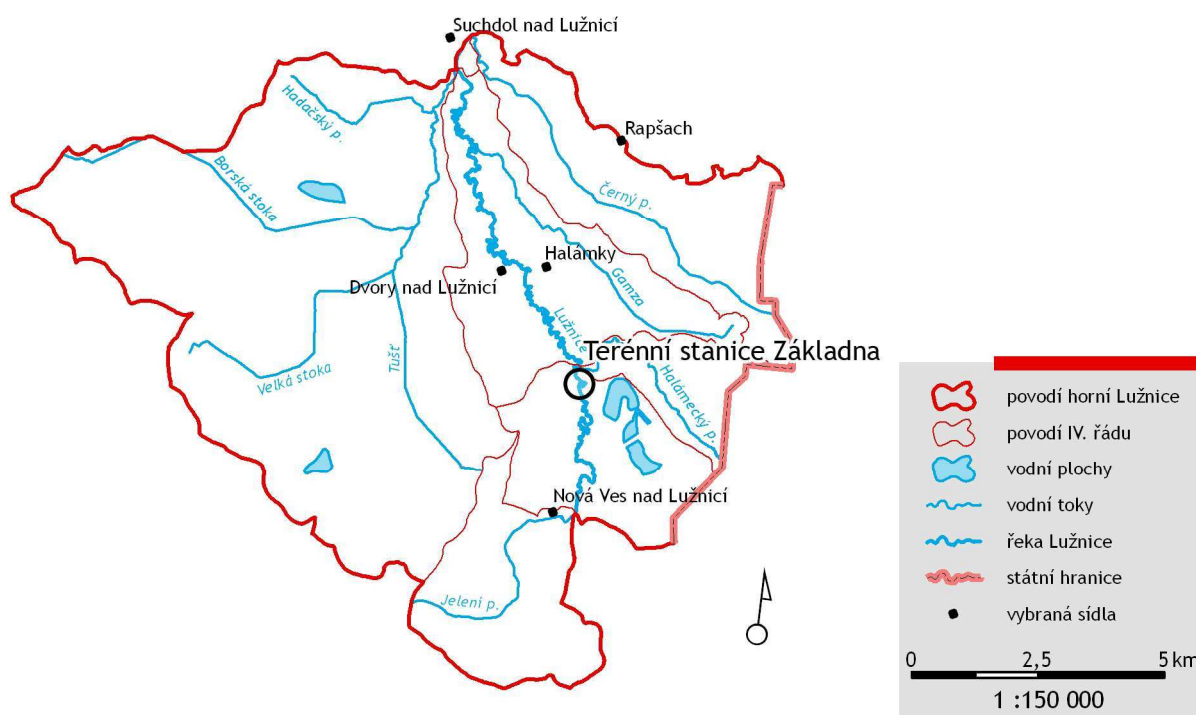 Suchdol nad Lužnicí
Hadačský p.
Rapšach
Borská stoka
Černý p.
Halámky
Gamza
Dvory nad Lužnicí
Lužnice
Terénní stanice Základna
Velká stoka
Tušť
Halámecký p.
Nová Ves nad Lužnicí
Jelení p.
povodí horní Lužnice
povodí IV. řádu
vodní plochy
vodní toky
řeka Lužnice
státní hranice
vybraná sídla
0 2,5 5 km
1 :150 000